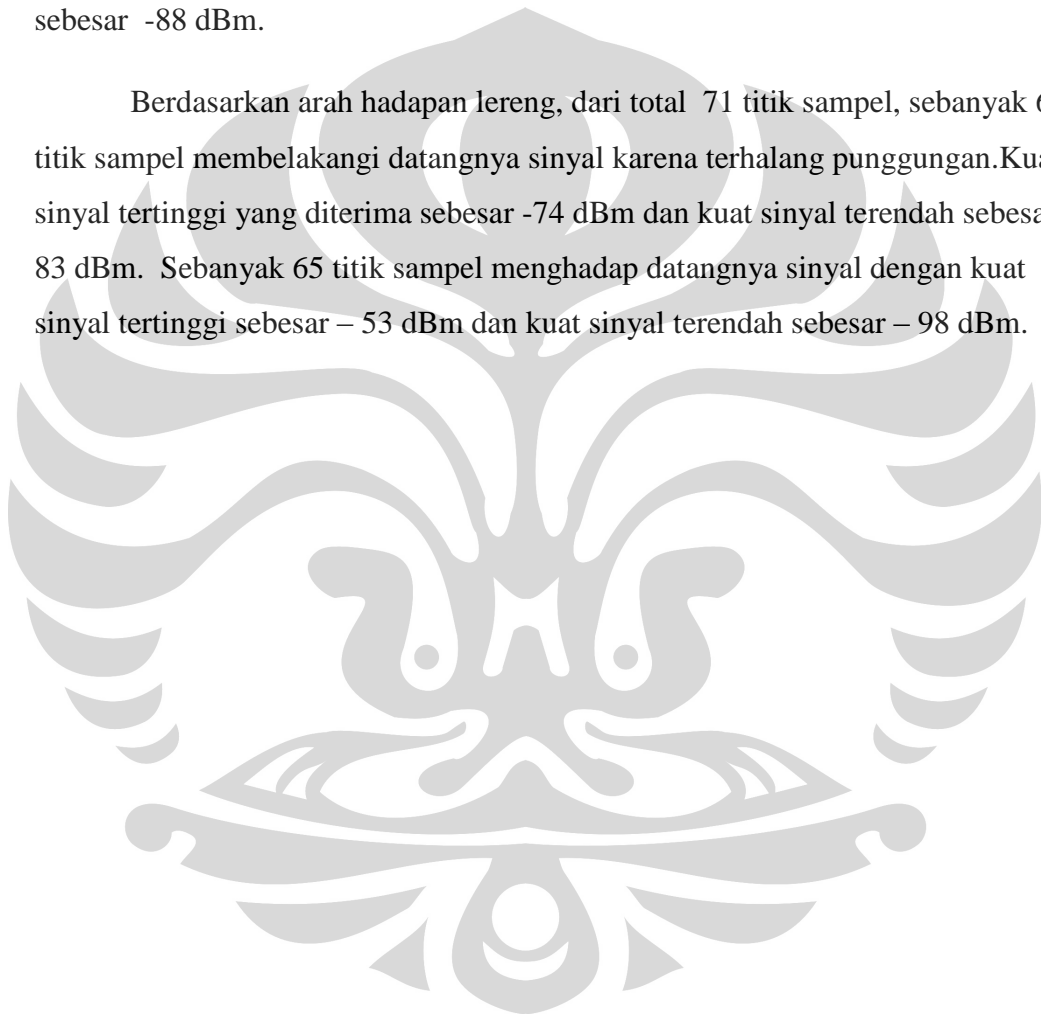 sebesar -88 dBm.
Berdasarkan arah hadapan lereng, dari total 71 titik sampel, sebanyak
titik sampel membelakangi datangnya sinyal karena terhalang punggungan.Kua
sinyal tertinggi yang diterima sebesar -74 dBm dan kuat sinyal terendah sebesa
83 dBm. Sebanyak 65 titik sampel menghadap datangnya sinyal dengan kuat
sinyal tertinggi sebesar – 53 dBm dan kuat sinyal terendah sebesar – 98 dBm.